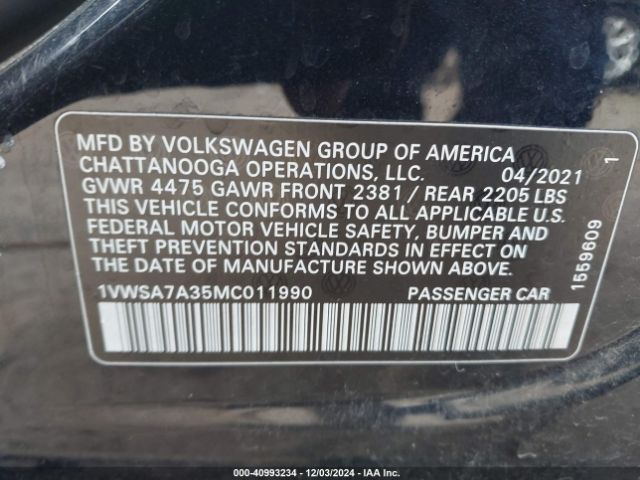 MFD BY VOLKSWAGEN GROUP OF AMERICA
CHATTANOOGA OPERATIONS, LLC. 04/2021
GVWR 4475 GAWR FRONT 2381 / REAR 2205 LBS
THIS VEHICLE CONFORMS TO ALL APPLICABLE U.S.
FEDERAL MOTOR VEHICLE SAFETY, BUMPER AND
THEFT PREVENTION STANDARDS IN EFFECT ON
THE DATE OF MANUFACTURE SHOWN ABOVE.
1VWSA7A35MC011990 PASSENGER CAR
1559609 1
000-40993234 - 12/03/2024 - IAA Inc.